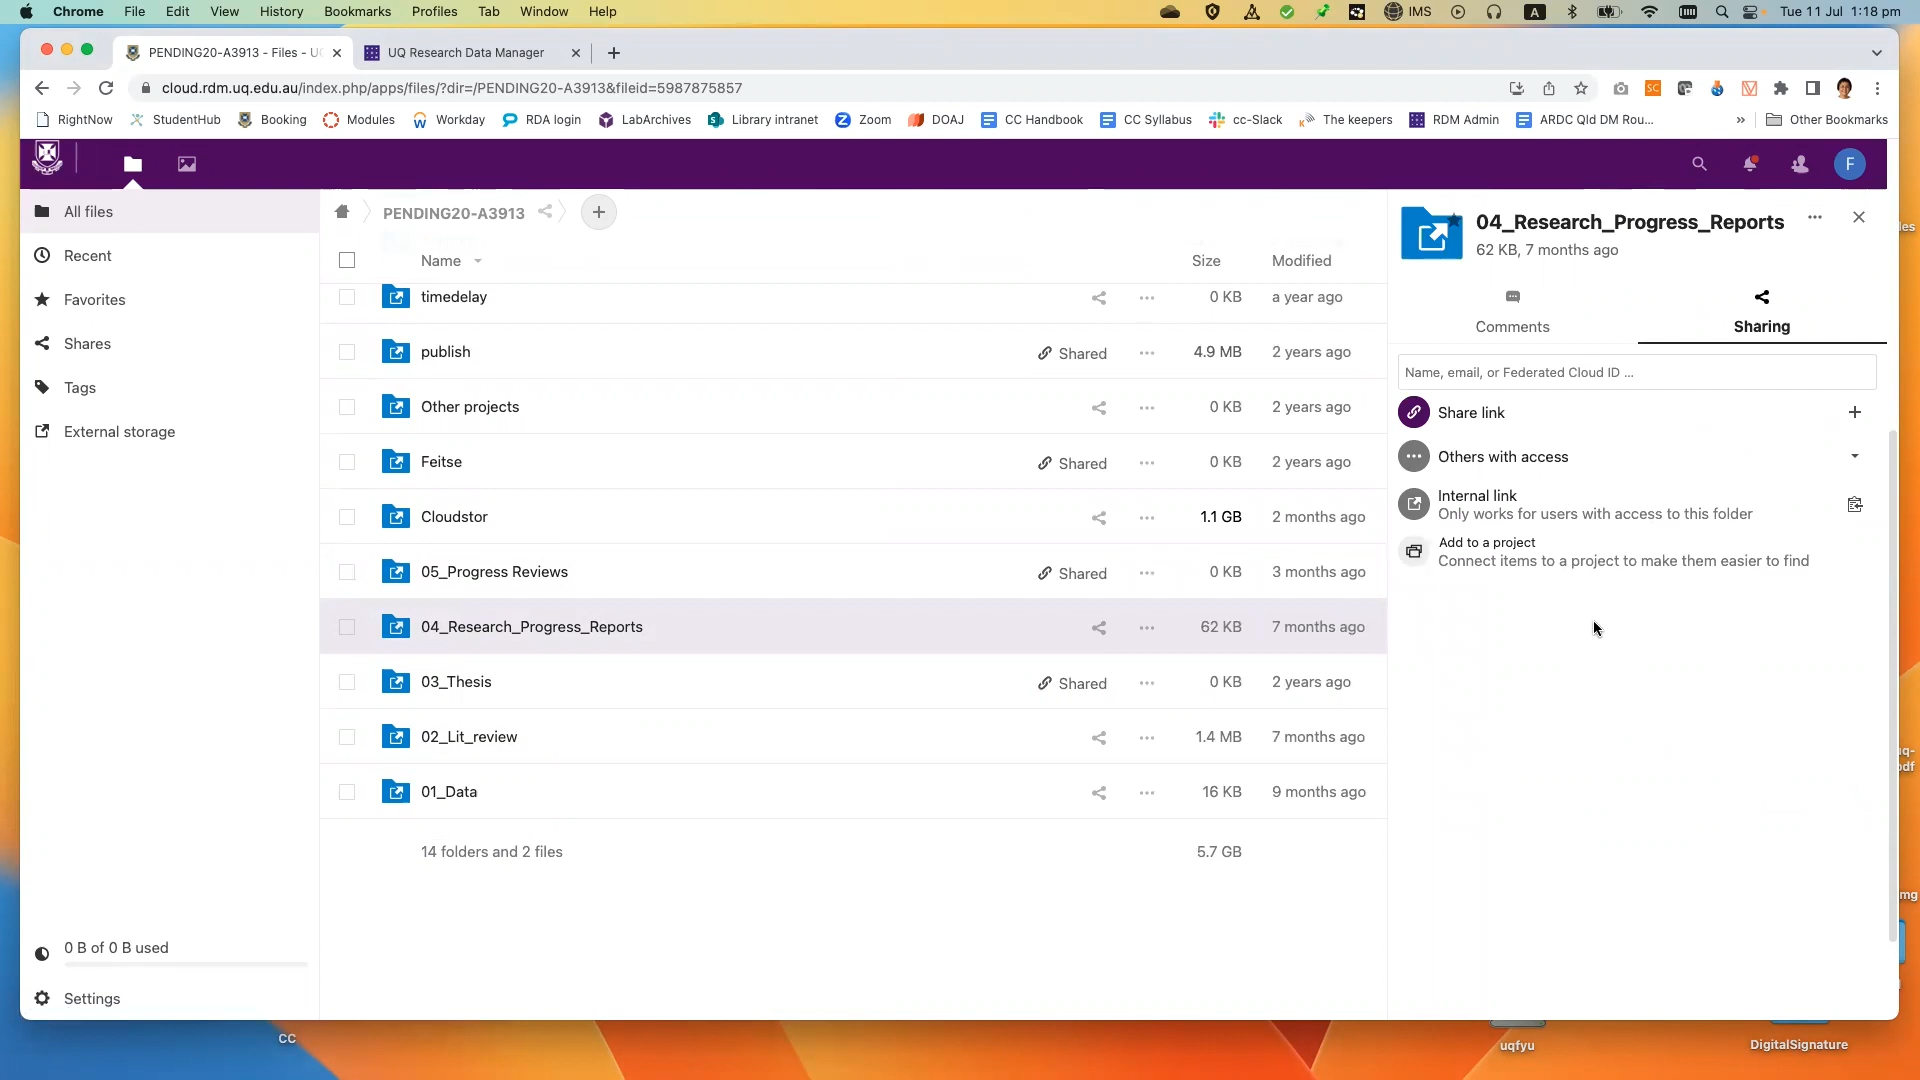 Chrome File Edit View History Bookmarks Profiles Tab Window Help
IMS A Tue 11 Jul 1:18 pm
PENDING20-A3913 - Files - U
UQ Research Data Manager
cloud.rdm.uq.edu.au/index.php/apps/files/?dir=/PENDING20-A3913&fileid=5987875857
SC
RightNow StudentHub Booking Modules Workday RDA login LabArchives Library intranet Zoom DOAJ CC Handbook CC Syllabus cc-Slack The keepers RDM Admin ARDC Qld DM Rou... » Other Bookmarks
F
All files
Recent
Favorites
Shares
Tags
External storage
0 B of 0 B used
Settings
PENDING20-A3913
Name Size Modified
timedelay 0 KB a year ago
publish Shared 4.9 MB 2 years ago
Other projects 0 KB 2 years ago
Feitse Shared 0 KB 2 years ago
Cloudstor 1.1 GB 2 months ago
05_Progress Reviews Shared 0 KB 3 months ago
04_Research_Progress_Reports 62 KB 7 months ago
03_Thesis Shared 0 KB 2 years ago
02_Lit_review 1.4 MB 7 months ago
01_Data 16 KB 9 months ago
14 folders and 2 files 5.7 GB
04_Research_Progress_Reports
62 KB, 7 months ago
Comments
Sharing
Name, email, or Federated Cloud ID ...
Share link
Others with access
Internal link
Only works for users with access to this folder
Add to a project
Connect items to a project to make them easier to find
CC
uqfyu
DigitalSignature